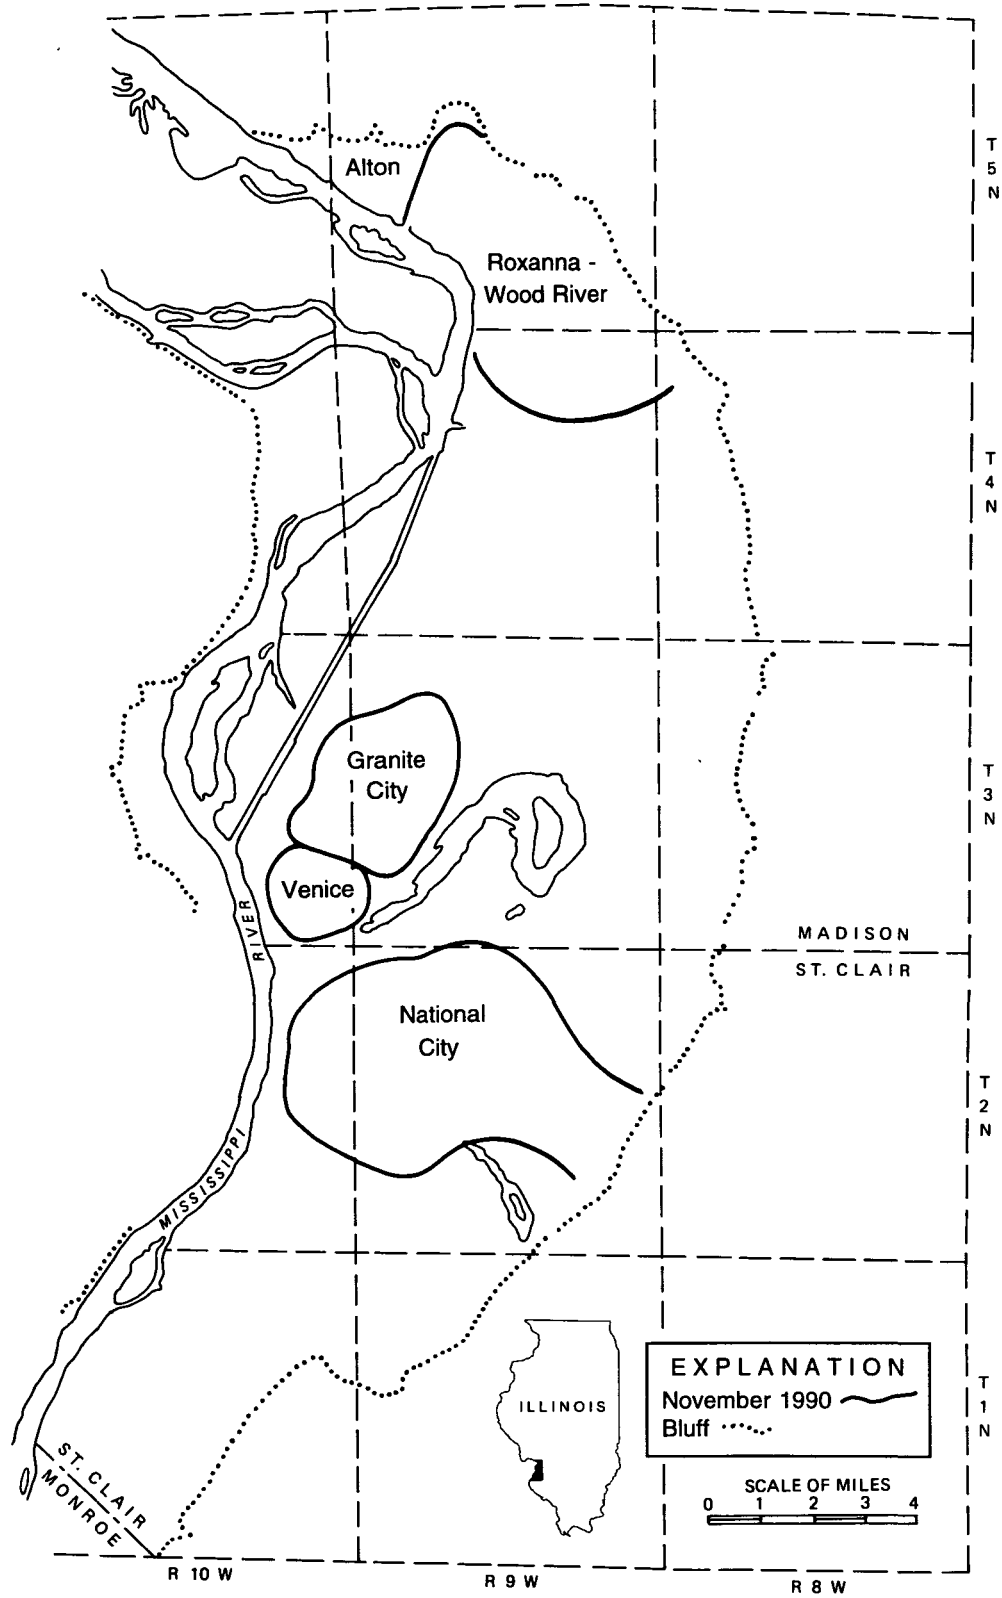 Alton
T
5
N
Roxanna -
Wood River
T
4
N
Granite
City
T
3
N
Venice
RIVER
MADISON
ST. CLAIR
National
City
T
2
N
MISSISSIPPI
EXPLANATION
November 1990
Bluff
ILLINOIS
T
1
N
ST. CLAIR
MONROE
SCALE OF MILES
0 1 2 3 4
R 10 W
R 9 W
R 8 W